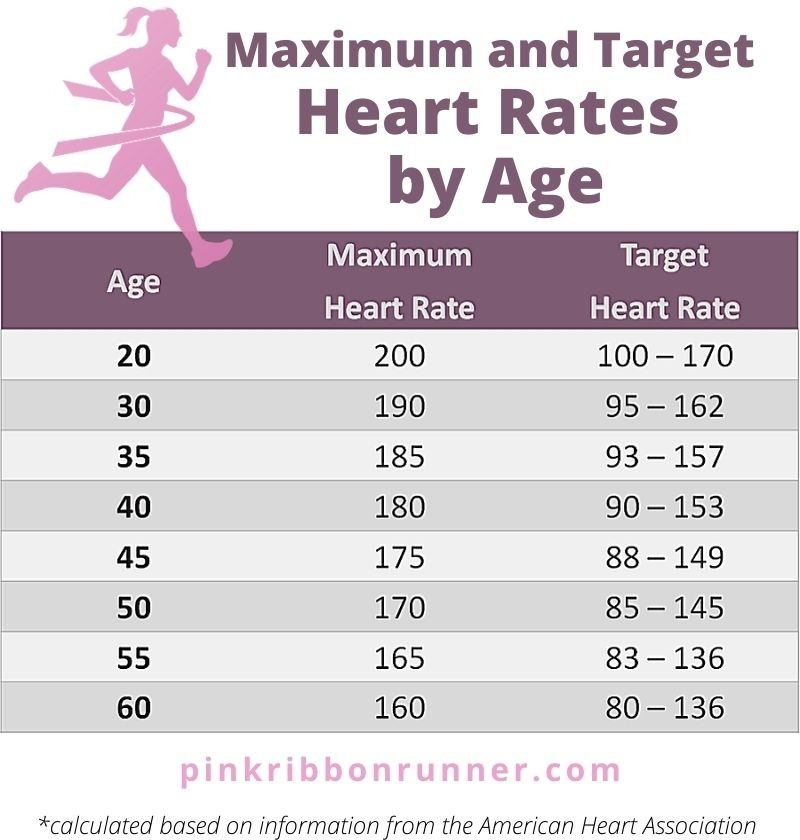 Maximum and Target
Heart Rates
by Age
Age Maximum Heart Rate Target Heart Rate
20 200 100 – 170
30 190 95 – 162
35 185 93 – 157
40 180 90 – 153
45 175 88 – 149
50 170 85 – 145
55 165 83 – 136
60 160 80 – 136
pinkribbonrunner.com
*calculated based on information from the American Heart Association